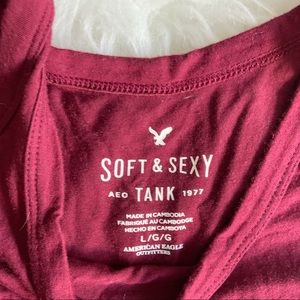 SOFT & SEXY
AEO TANK 1977
MADE IN CAMBODIA
FABRIQUÉ AU CAMBODGE
HECHO EN CAMBOYA
L/G/G
AMERICAN EAGLE
OUTFITTERS